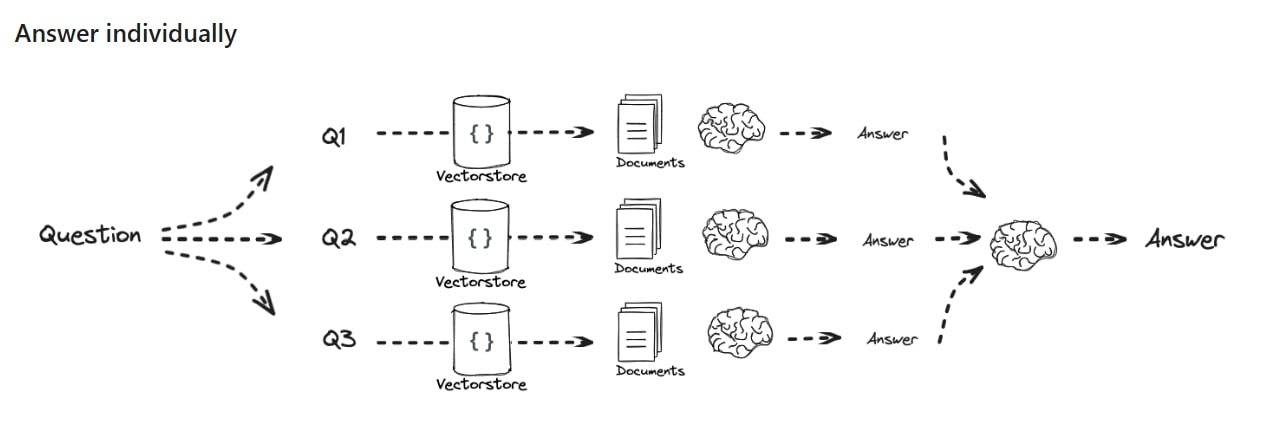 Answer individually
Q1
{}
Vectorstore
Documents
Answer
Question
Q2
{}
Vectorstore
Documents
Answer
Answer
Q3
{}
Vectorstore
Documents
Answer